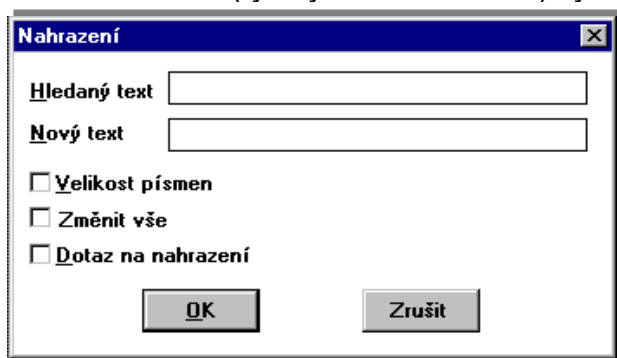 Nahrazení
Hledaný text
Nový text
Velikost písmen
Změnit vše
Dotaz na nahrazení
OK Zrušit